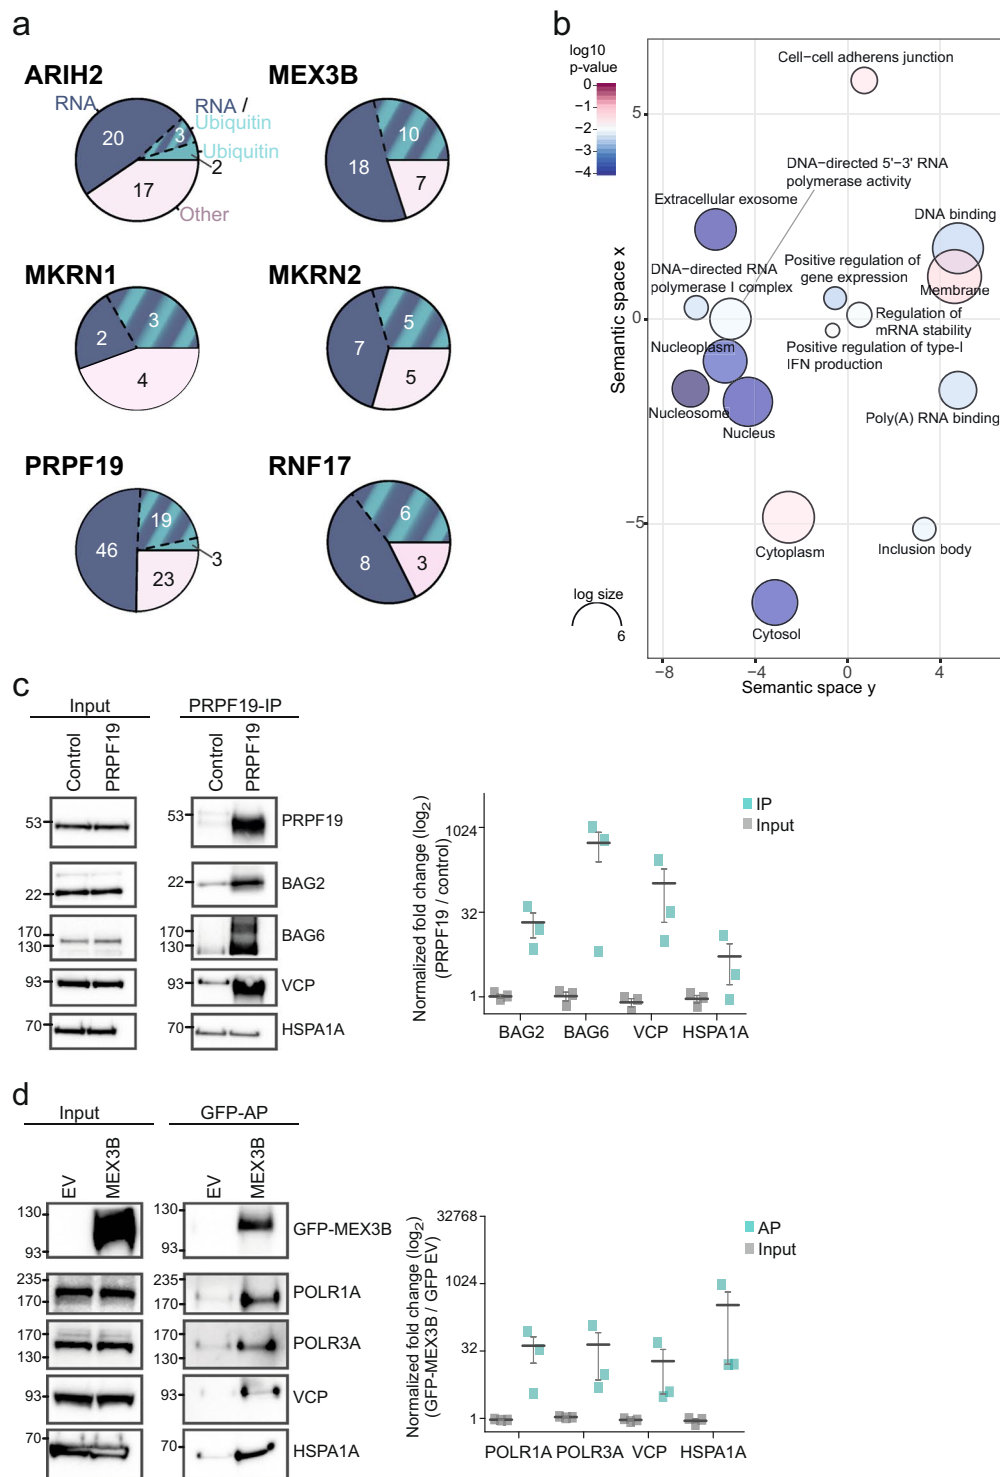 a
ARIH2
RNA
RNA /
Ubiquitin
Ubiquitin
20
3
2
17
Other
MEX3B
10
18
7
MKRN1
3
2
4
MKRN2
5
7
5
PRPF19
19
46
3
23
RNF17
6
8
3
b
log10
p-value
0
−1
−2
−3
−4
Cell−cell adherens junction
5
DNA−directed 5'−3' RNA
polymerase activity
Extracellular exosome
DNA binding
DNA−directed RNA
polymerase I complex
Positive regulation of
gene expression
Membrane
0
Regulation of
mRNA stability
Nucleoplasm
Positive regulation of type-I
IFN production
Nucleosome
Nucleus
Poly(A) RNA binding
−5
Cytoplasm
Inclusion body
log size
6
Cytosol
Semantic space x
−8
−4
0
4
Semantic space y
c
Input
PRPF19-IP
Control
PRPF19
Control
PRPF19
53
53
PRPF19
22
22
BAG2
170
130
170
130
BAG6
93
93
VCP
70
70
HSPA1A
Normalized fold change (log2)
(PRPF19 / control)
1024
32
1
IP
Input
BAG2
BAG6
VCP
HSPA1A
d
Input
GFP-AP
EV
MEX3B
EV
MEX3B
130
93
130
93
GFP-MEX3B
235
170
235
170
POLR1A
170
130
170
130
POLR3A
93
93
VCP
70
70
HSPA1A
Normalized fold change (log2)
(GFP-MEX3B / GFP EV)
32768
1024
32
1
AP
Input
POLR1A
POLR3A
VCP
HSPA1A